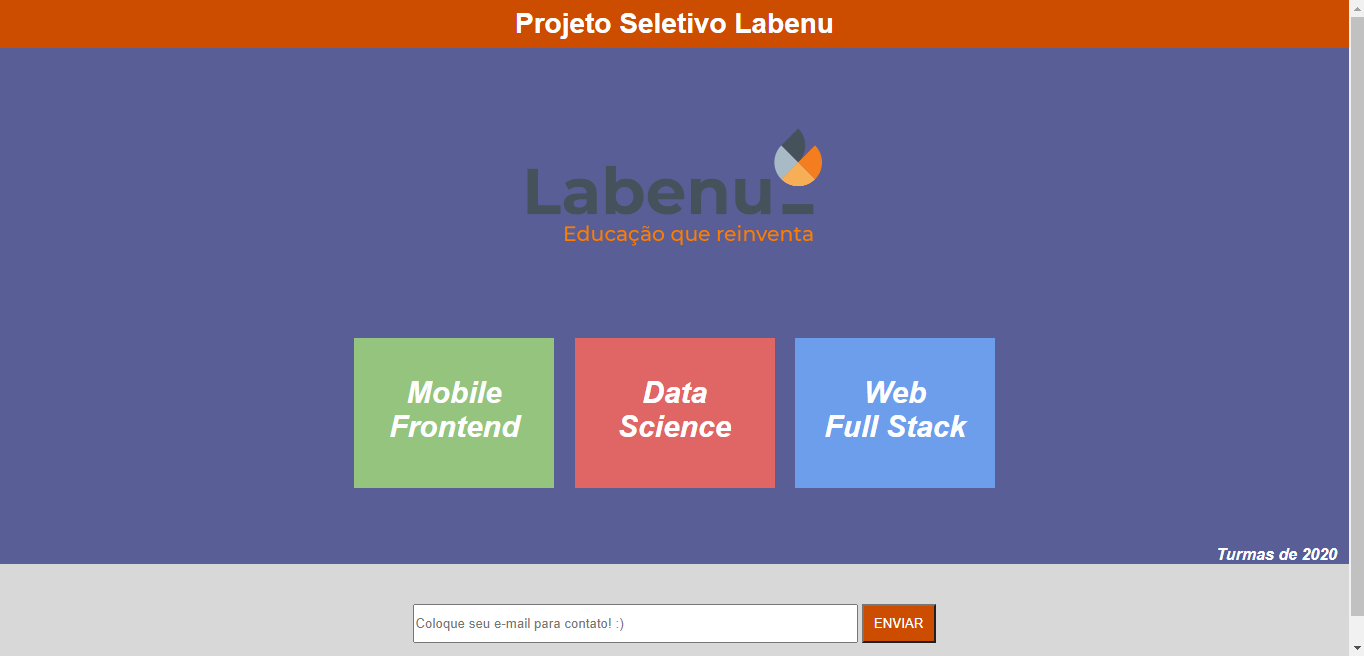 Projeto Seletivo Labenu
Labenu_
Educação que reinventa
Mobile
Frontend
Data
Science
Web
Full Stack
Turmas de 2020
Coloque seu e-mail para contato! :)
ENVIAR